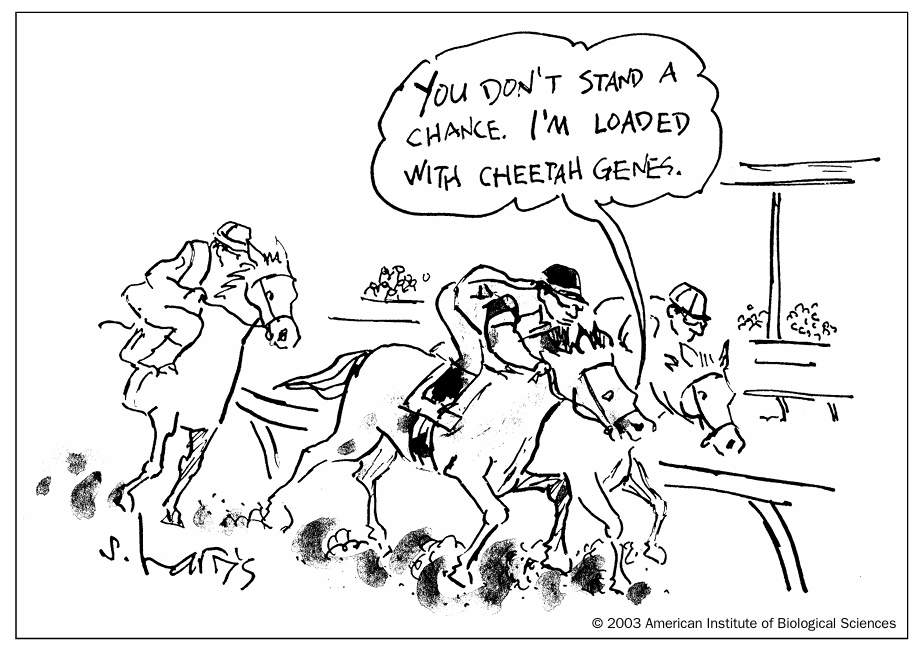 YOU DON'T STAND A
CHANCE. I'M LOADED
WITH CHEETAH GENES.
s. harris
© 2003 American Institute of Biological Sciences